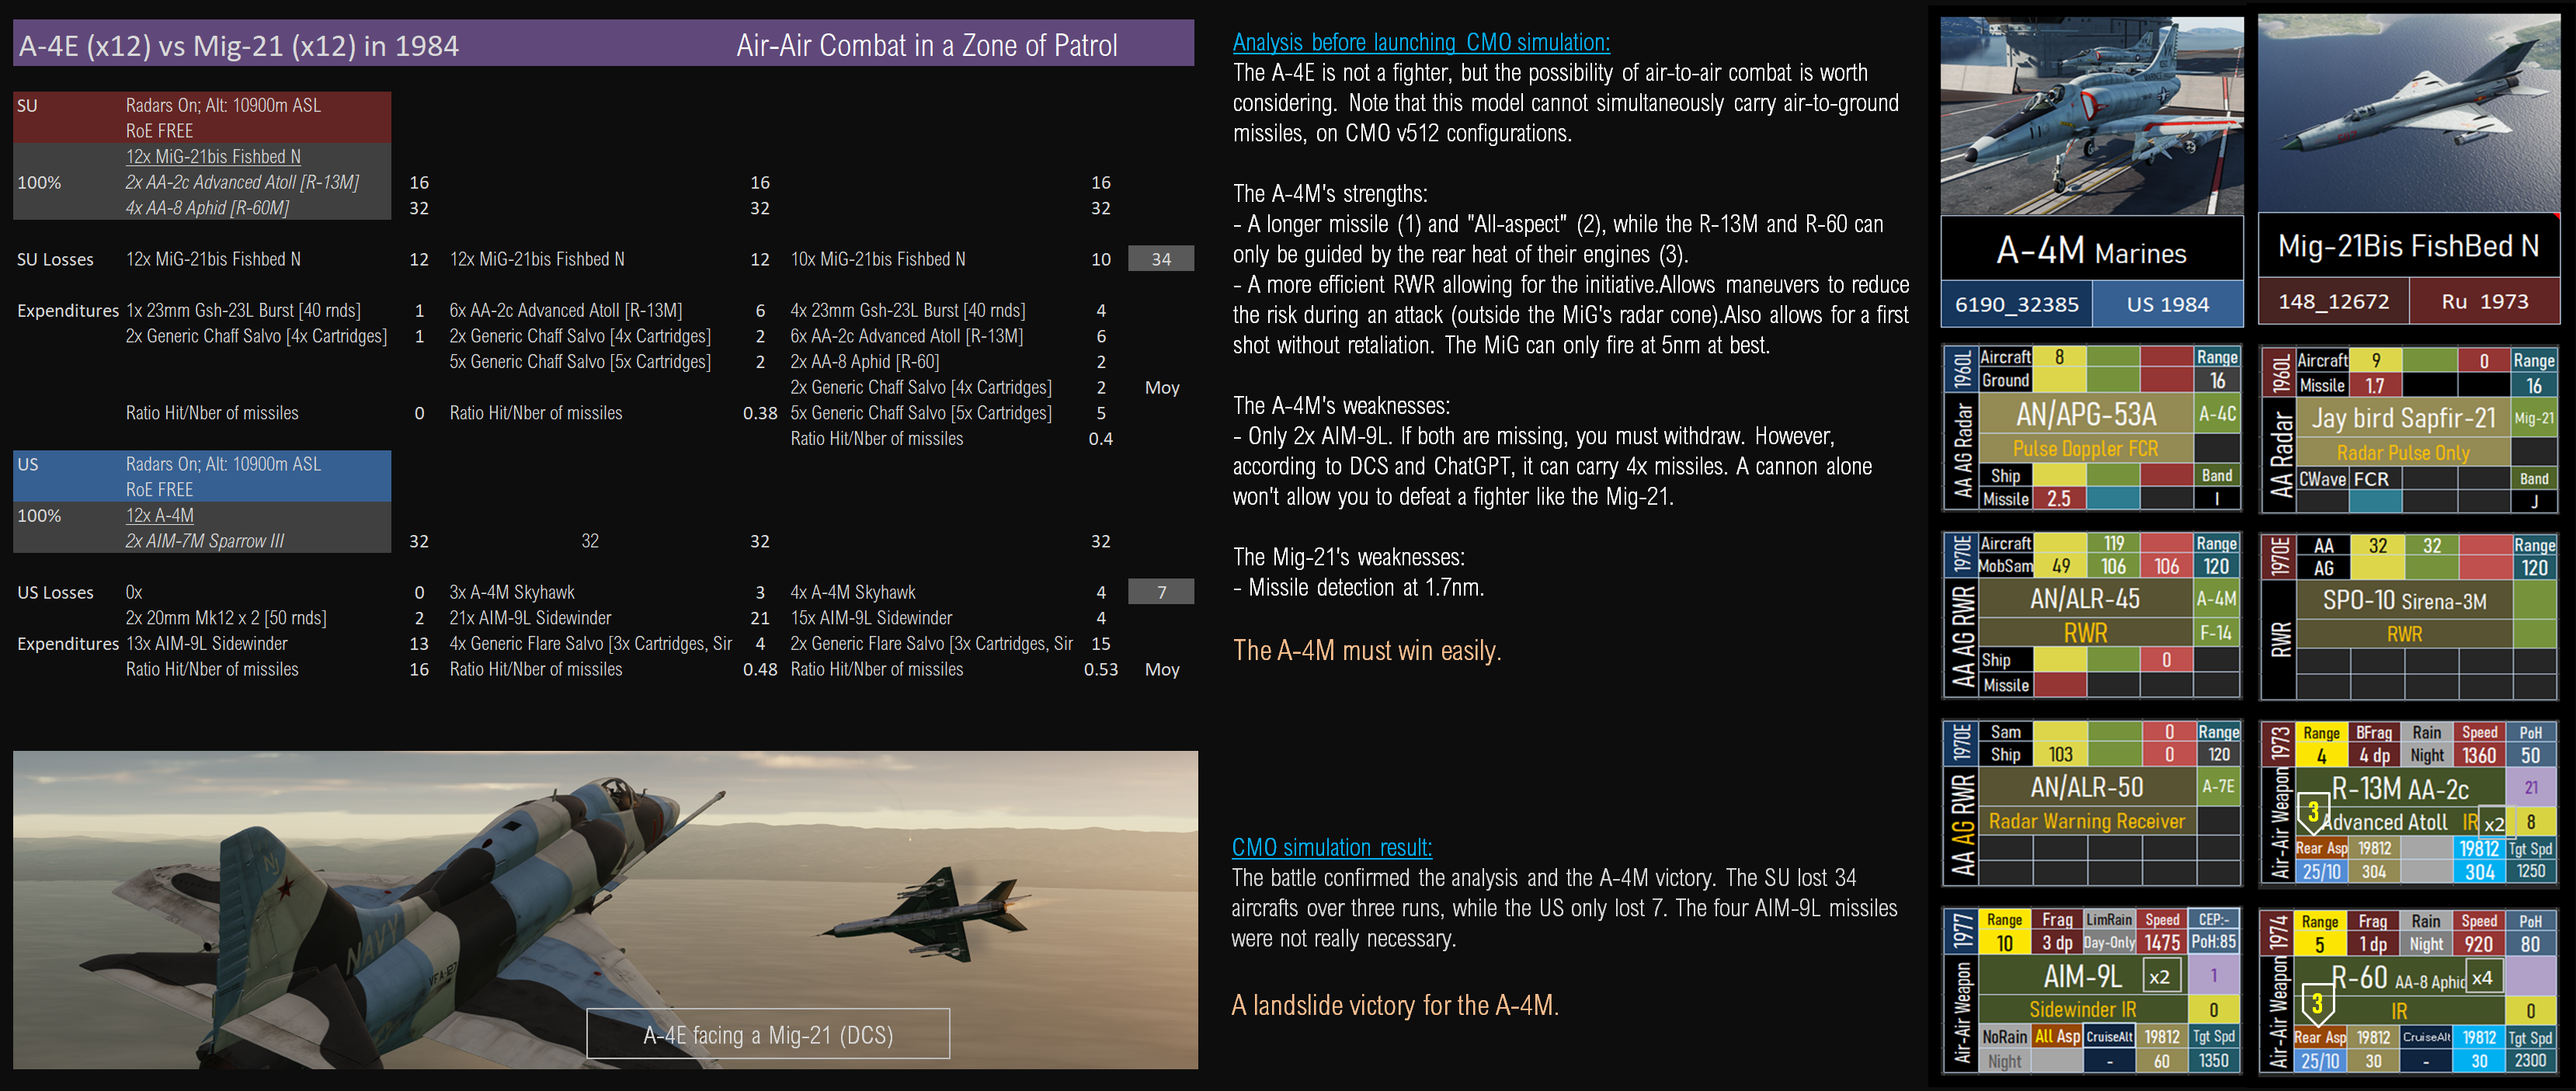 A-4E (x12) vs Mig-21 (x12) in 1984 Air-Air Combat in a Zone of Patrol
SU Radars On; Alt: 10900m ASL
RoE FREE
12x MiG-21bis Fishbed N
100% 2x AA-2c Advanced Atoll [R-13M] 16 16 16
4x AA-8 Aphid [R-60M] 32 32 32
SU Losses 12x MiG-21bis Fishbed N 12 12x MiG-21bis Fishbed N 12 10x MiG-21bis Fishbed N 10 34
Expenditures 1x 23mm Gsh-23L Burst [40 rnds] 1 6x AA-2c Advanced Atoll [R-13M] 6 4x 23mm Gsh-23L Burst [40 rnds] 4
2x Generic Chaff Salvo [4x Cartridges] 1 2x Generic Chaff Salvo [4x Cartridges] 2 6x AA-2c Advanced Atoll [R-13M] 6
5x Generic Chaff Salvo [5x Cartridges] 2 2x AA-8 Aphid [R-60] 2
2x Generic Chaff Salvo [4x Cartridges] 2 Moy
Ratio Hit/Nber of missiles 0 Ratio Hit/Nber of missiles 0.38 5x Generic Chaff Salvo [5x Cartridges] 5
Ratio Hit/Nber of missiles 0.4
US Radars On; Alt: 10900m ASL
RoE FREE
100% 12x A-4M
2x AIM-7M Sparrow III 32 32 32 32
US Losses 0x 0 3x A-4M Skyhawk 3 4x A-4M Skyhawk 4 7
2x 20mm Mk12 x 2 [50 rnds] 2 21x AIM-9L Sidewinder 21 15x AIM-9L Sidewinder 4
Expenditures 13x AIM-9L Sidewinder 13 4x Generic Flare Salvo [3x Cartridges, Sir 4 2x Generic Flare Salvo [3x Cartridges, Sir 15
Ratio Hit/Nber of missiles 16 Ratio Hit/Nber of missiles 0.48 Ratio Hit/Nber of missiles 0.53 Moy
NAVY
VFA-127
A-4E facing a Mig-21 (DCS)
Analysis before launching CMO simulation:
The A-4E is not a fighter, but the possibility of air-to-air combat is worth
considering. Note that this model cannot simultaneously carry air-to-ground
missiles, on CMO v512 configurations.
The A-4M's strengths:
- A longer missile (1) and "All-aspect" (2), while the R-13M and R-60 can
only be guided by the rear heat of their engines (3).
- A more efficient RWR allowing for the initiative.Allows maneuvers to reduce
the risk during an attack (outside the MiG's radar cone).Also allows for a first
shot without retaliation. The MiG can only fire at 5nm at best.
The A-4M's weaknesses:
- Only 2x AIM-9L. If both are missing, you must withdraw. However,
according to DCS and ChatGPT, it can carry 4x missiles. A cannon alone
won't allow you to defeat a fighter like the Mig-21.
The Mig-21's weaknesses:
- Missile detection at 1.7nm.
The A-4M must win easily.
CMO simulation result:
The battle confirmed the analysis and the A-4M victory. The SU lost 34
aircrafts over three runs, while the US only lost 7. The four AIM-9L missiles
were not really necessary.
A landslide victory for the A-4M.
A-4M Marines
6190_32385 US 1984
1960L Aircraft 8 Range
Ground 16
AA AG Radar AN/APG-53A A-4C
Pulse Doppler FCR
Ship Band
Missile 2.5 I
1970E Aircraft 119 Range
MobSam 49 106 106 120
AA AG RWR AN/ALR-45 A-4M
RWR F-14
Ship 0
Missile
1970E Sam 0 Range
Ship 103 0 120
AA AG RWR AN/ALR-50 A-7E
Radar Warning Receiver
1977 Range Frag LimRain Speed CEP:-
10 3 dp Day-Only 1475 PoH:85
Air-Air Weapon AIM-9L x2 1
Sidewinder IR 0
NoRain All Asp CruiseAlt 19812 Tgt Spd
Night - 60 1350
Mig-21Bis FishBed N
148_12672 Ru 1973
1960L Aircraft 9 0 Range
Missile 1.7 16
AA Radar Jay bird Sapfir-21 Mig-21
Radar Pulse Only
CWave FCR Band
J
1970E AA 32 32 Range
AG 120
RWR SPO-10 Sirena-3M
RWR
1973 Range BFrag Rain Speed PoH
4 4 dp Night 1360 50
Air-Air Weapon R-13M AA-2c 21
3 Advanced Atoll IR x2 8
Rear Asp 19812 19812 Tgt Spd
25/10 304 304 1250
1974 Range Frag Rain Speed PoH
5 1 dp Night 920 80
Air-Air Weapon R-60 AA-8 Aphid x4
3 IR 0
Rear Asp 19812 CruiseAlt 19812 Tgt Spd
25/10 30 - 30 2300